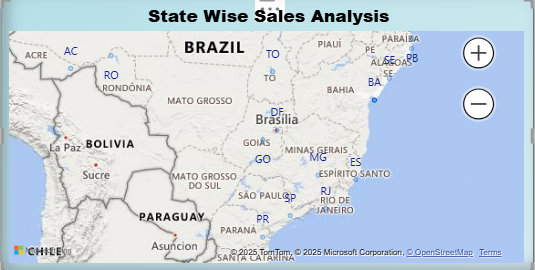 State Wise Sales Analysis
PARAÍBA
BRAZIL
PIAUÍ
PE
AC
ACRE
TO
SE
PB
ALAGOAS
RO
TO
SE
RONDÔNIA
BA
BAHIA
MATO GROSSO
DF
Brasília
La Paz
BOLIVIA
GOIÁS
MINAS GERAIS
GO
MG
ES
Sucre
MATO GROSSO
DO SUL
ESPÍRITO SANTO
SÃO PAULO
SP
RJ
RIO DE
JANEIRO
PARAGUAY
PR
PARANÁ
Asuncion
CHILE
© 2025 TomTom, © 2025 Microsoft Corporation, © OpenStreetMap Terms
SANTA CATARINA